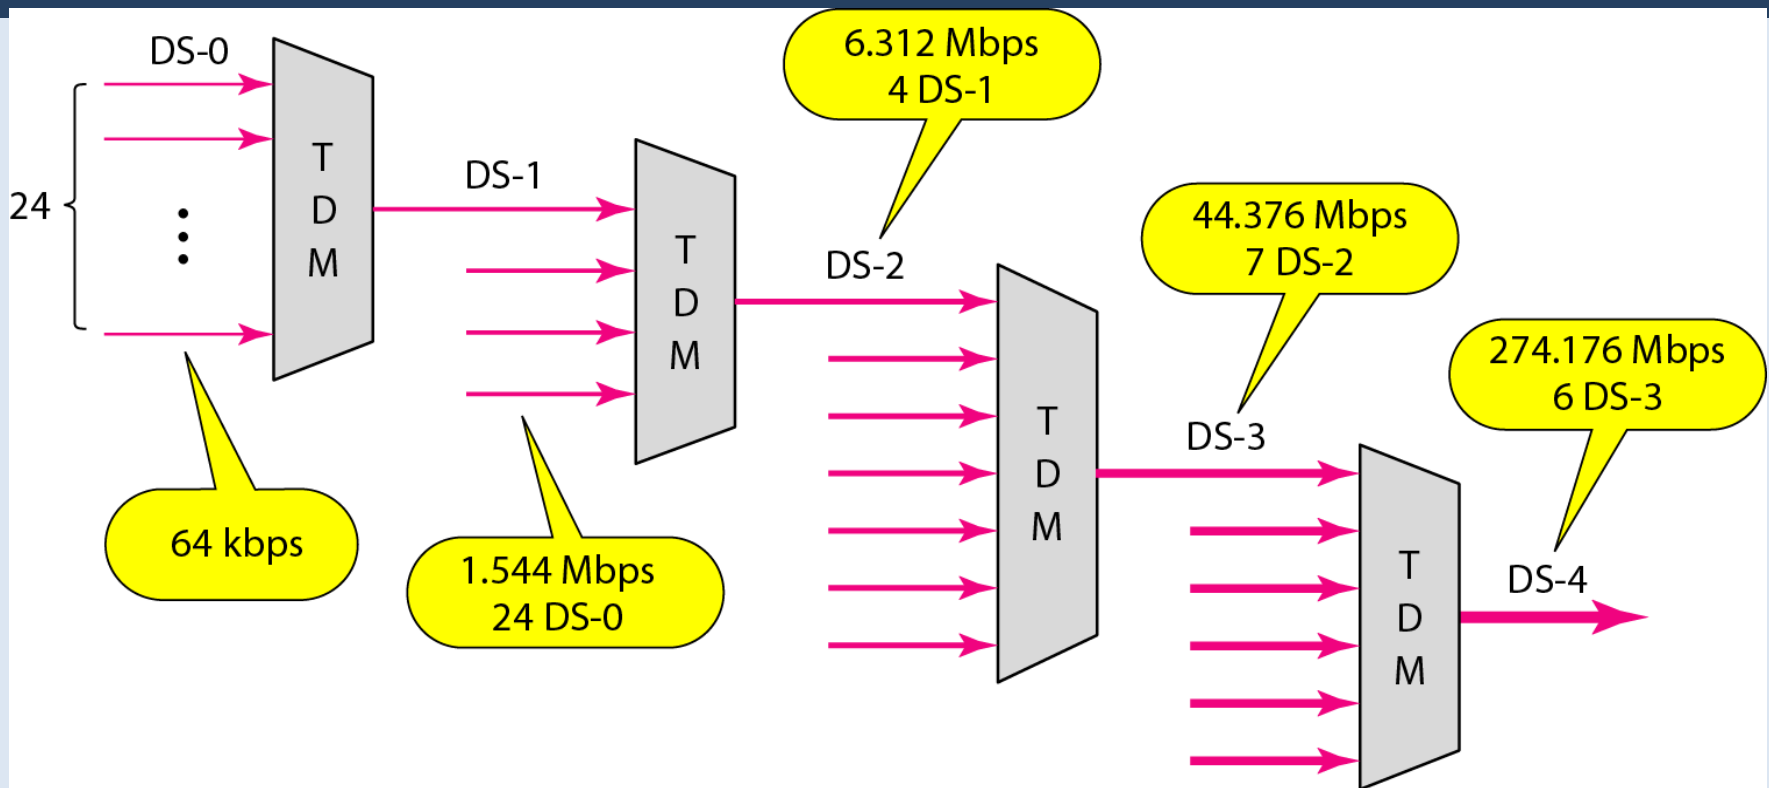 DS-0
24
T
D
M
64 kbps
DS-1
1.544 Mbps
24 DS-0
T
D
M
6.312 Mbps
4 DS-1
DS-2
T
D
M
44.376 Mbps
7 DS-2
DS-3
T
D
M
274.176 Mbps
6 DS-3
DS-4